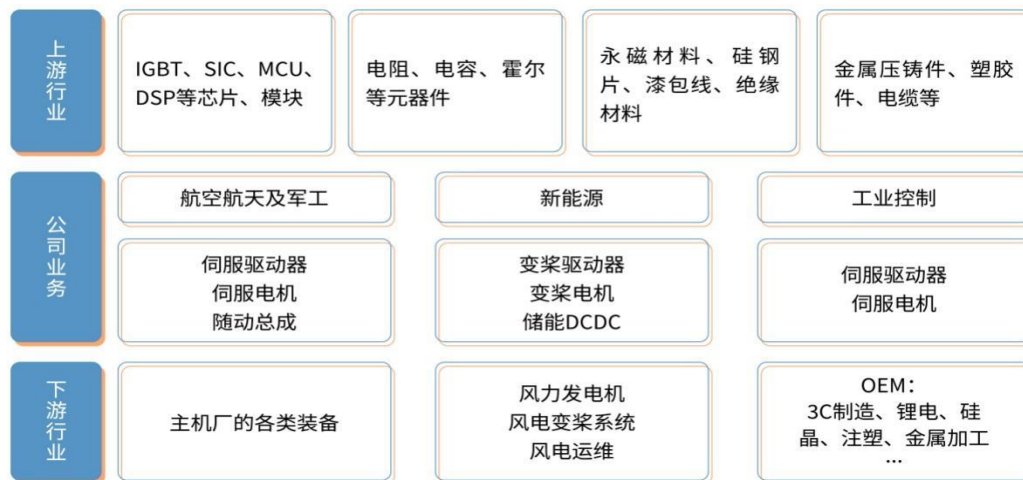 上游行业
IGBT、SIC、MCU、
DSP等芯片、模块
电阻、电容、霍尔
等元器件
永磁材料、硅钢
片、漆包线、绝缘
材料
金属压铸件、塑胶
件、电缆等
公司业务
航空航天及军工
新能源
工业控制
伺服驱动器
伺服电机
随动总成
变桨驱动器
变桨电机
储能DCDC
伺服驱动器
伺服电机
下游行业
主机厂的各类装备
风力发电机
风电变桨系统
风电运维
OEM：
3C制造、锂电、硅
晶、注塑、金属加工
...